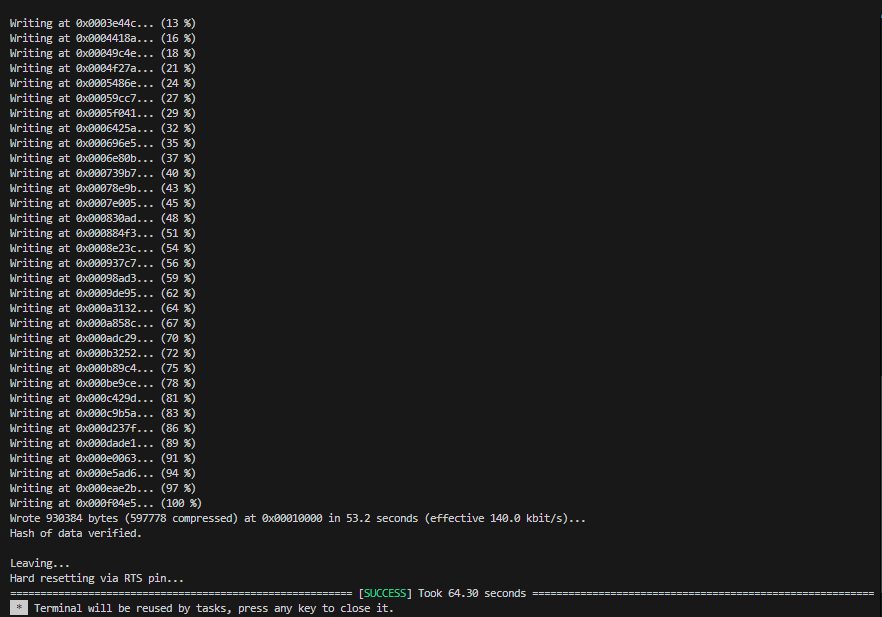 Writing at 0x0003e44c... (13 %)
Writing at 0x0004418a... (16 %)
Writing at 0x00049c4e... (18 %)
Writing at 0x0004f27a... (21 %)
Writing at 0x0005486e... (24 %)
Writing at 0x00059cc7... (27 %)
Writing at 0x0005f041... (29 %)
Writing at 0x0006425a... (32 %)
Writing at 0x000696e5... (35 %)
Writing at 0x0006e80b... (37 %)
Writing at 0x000739b7... (40 %)
Writing at 0x00078e9b... (43 %)
Writing at 0x0007e005... (45 %)
Writing at 0x000830ad... (48 %)
Writing at 0x000884f3... (51 %)
Writing at 0x0008e23c... (54 %)
Writing at 0x000937c7... (56 %)
Writing at 0x00098ad3... (59 %)
Writing at 0x0009de95... (62 %)
Writing at 0x000a3132... (64 %)
Writing at 0x000a858c... (67 %)
Writing at 0x000adc29... (70 %)
Writing at 0x000b3252... (72 %)
Writing at 0x000b89c4... (75 %)
Writing at 0x000be9ce... (78 %)
Writing at 0x000c429d... (81 %)
Writing at 0x000c9b5a... (83 %)
Writing at 0x000d237f... (86 %)
Writing at 0x000dade1... (89 %)
Writing at 0x000e0063... (91 %)
Writing at 0x000e5ad6... (94 %)
Writing at 0x000eae2b... (97 %)
Writing at 0x000f04e5... (100 %)
Wrote 930384 bytes (597778 compressed) at 0x00010000 in 53.2 seconds (effective 140.0 kbit/s)...
Hash of data verified.
Leaving...
Hard resetting via RTS pin...
========================================================= [SUCCESS] Took 64.30 seconds =========================================================
* Terminal will be reused by tasks, press any key to close it.